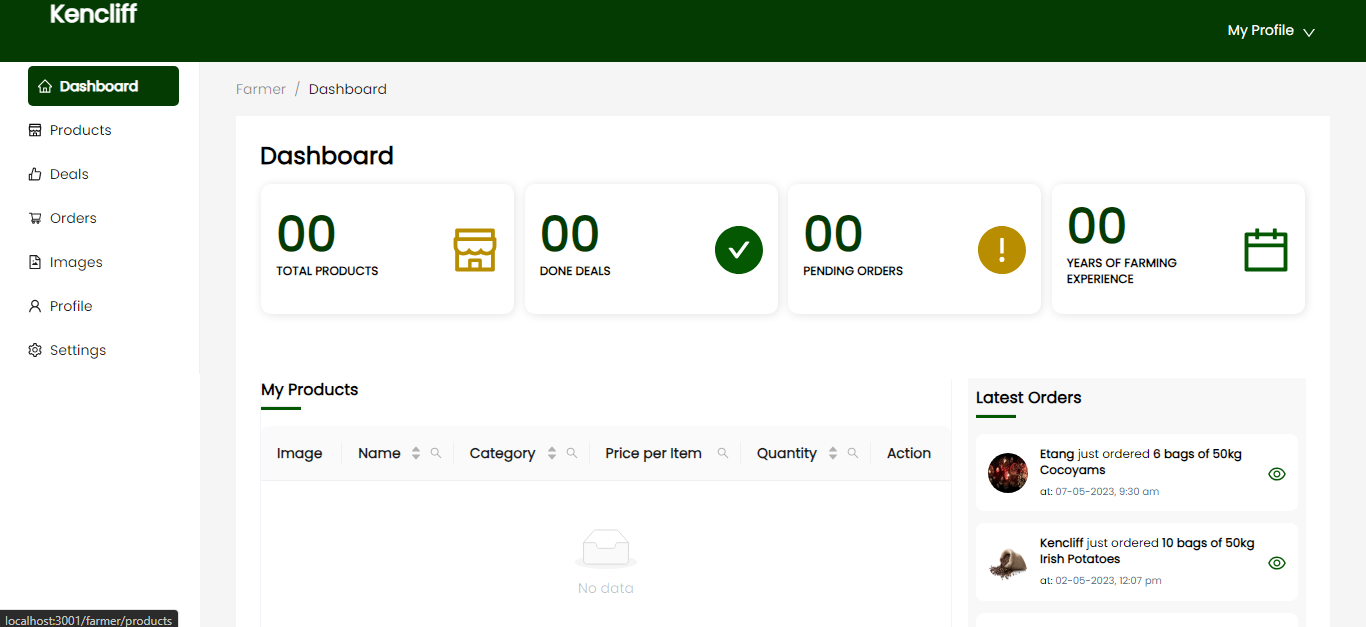 Kencliff
My Profile
Dashboard
Products
Deals
Orders
Images
Profile
Settings
Farmer / Dashboard
Dashboard
00
TOTAL PRODUCTS
00
DONE DEALS
00
PENDING ORDERS
00
YEARS OF FARMING
EXPERIENCE
My Products
Image Name Category Price per Item Quantity Action
No data
Latest Orders
Etang just ordered 6 bags of 50kg
Cocoyams
at: 07-05-2023, 9:30 am
Kencliff just ordered 10 bags of 50kg
Irish Potatoes
at: 02-05-2023, 12:07 pm
localhost:3001/farmer/products